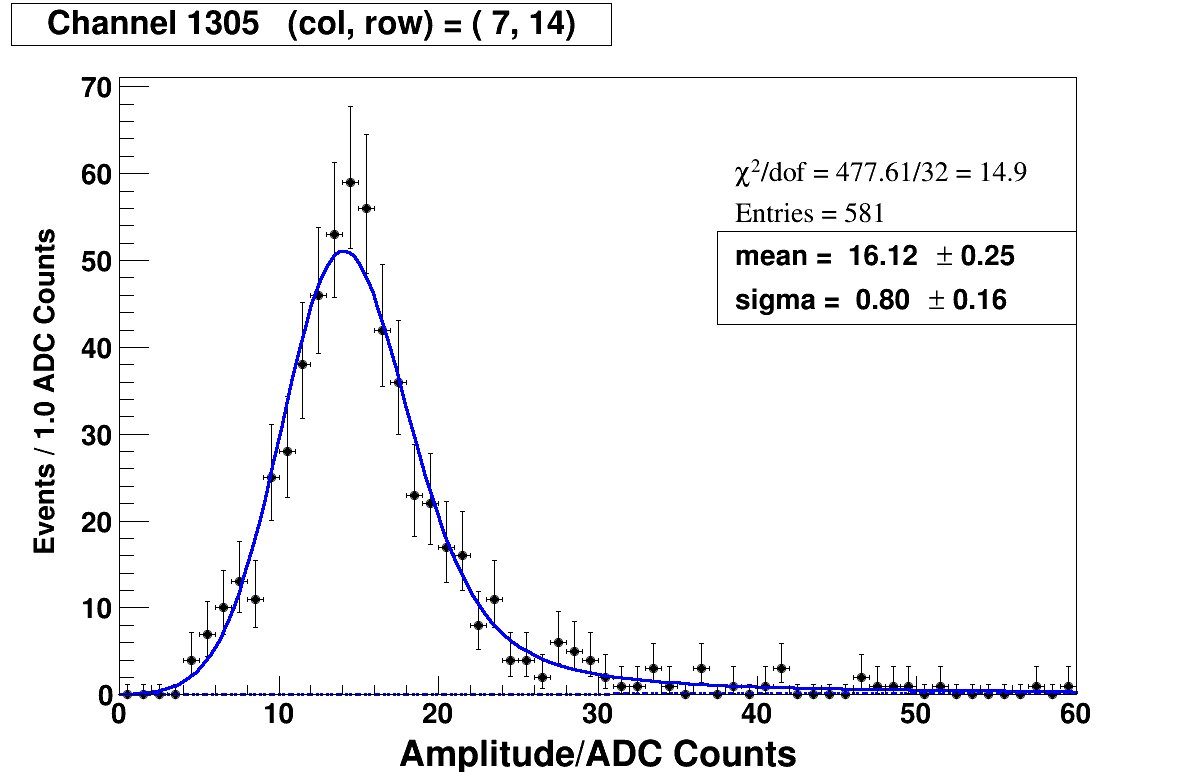 Channel 1305 (col, row) = ( 7, 14)
70
60
50
40
30
20
10
0
Events / 1.0 ADC Counts
χ²/dof = 477.61/32 = 14.9
Entries = 581
mean = 16.12 ± 0.25
sigma = 0.80 ± 0.16
0 10 20 30 40 50 60
Amplitude/ADC Counts